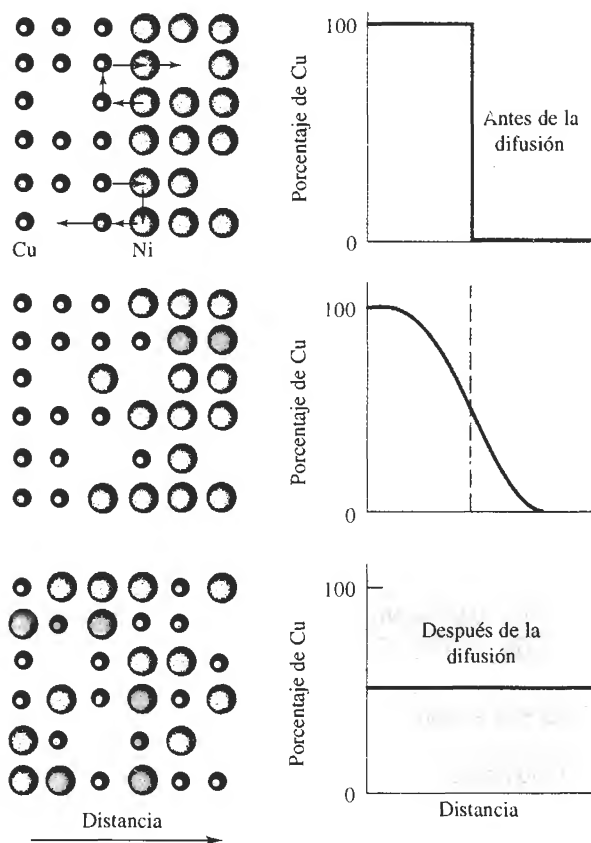 100
Porcentaje de Cu
Antes de la
difusión
0
Cu
Ni
100
Porcentaje de Cu
0
100
Porcentaje de Cu
Después de la
difusión
0
Distancia
Distancia